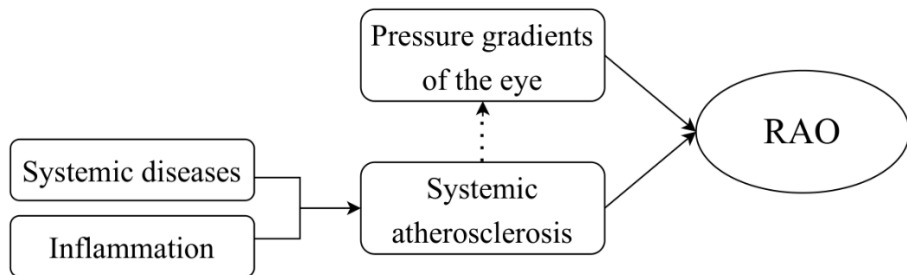 Pressure gradients
of the eye
RAO
Systemic diseases
Inflammation
Systemic
atherosclerosis